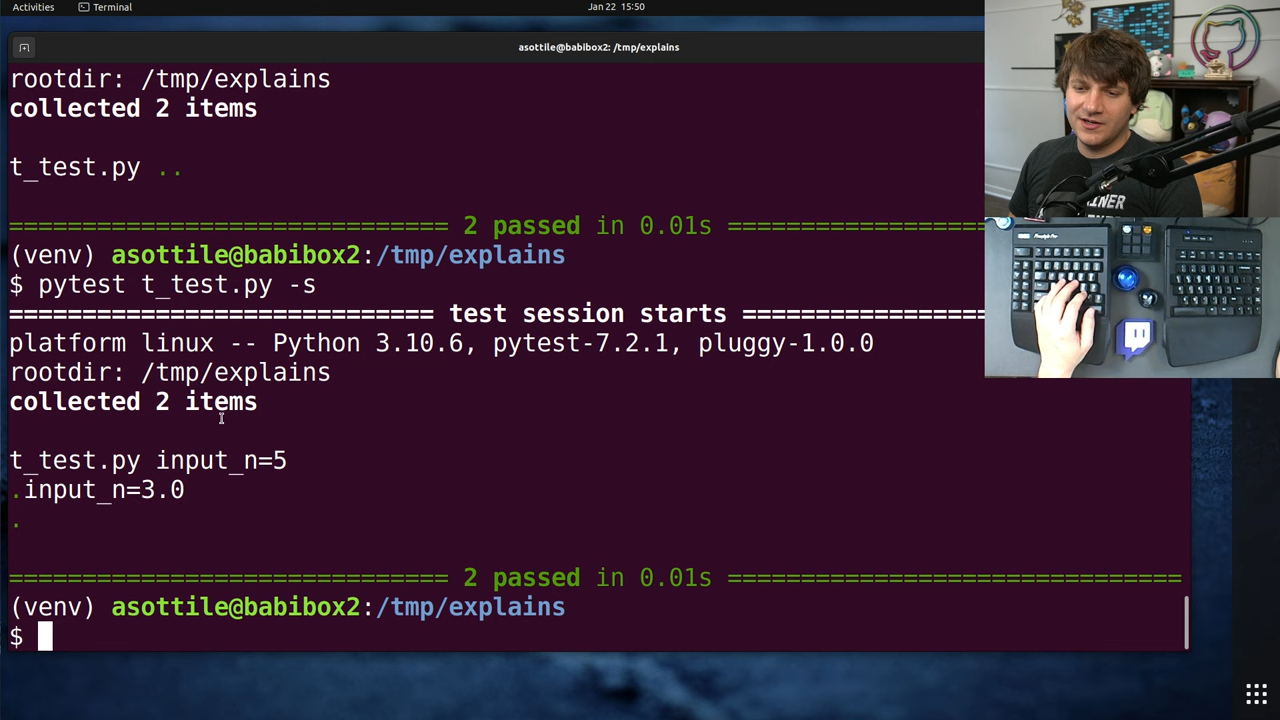 Activities
Terminal
Jan 22 15:50
asottile@babibox2: /tmp/explains
rootdir: /tmp/explains
collected 2 items
t_test.py ..
============================== 2 passed in 0.01s ==================
(venv) asottile@babibox2:/tmp/explains
$ pytest t_test.py -s
============================= test session starts =================
platform linux -- Python 3.10.6, pytest-7.2.1, pluggy-1.0.0
rootdir: /tmp/explains
collected 2 items
t_test.py input_n=5
.input_n=3.0
.
============================== 2 passed in 0.01s ===============================
(venv) asottile@babibox2:/tmp/explains
$